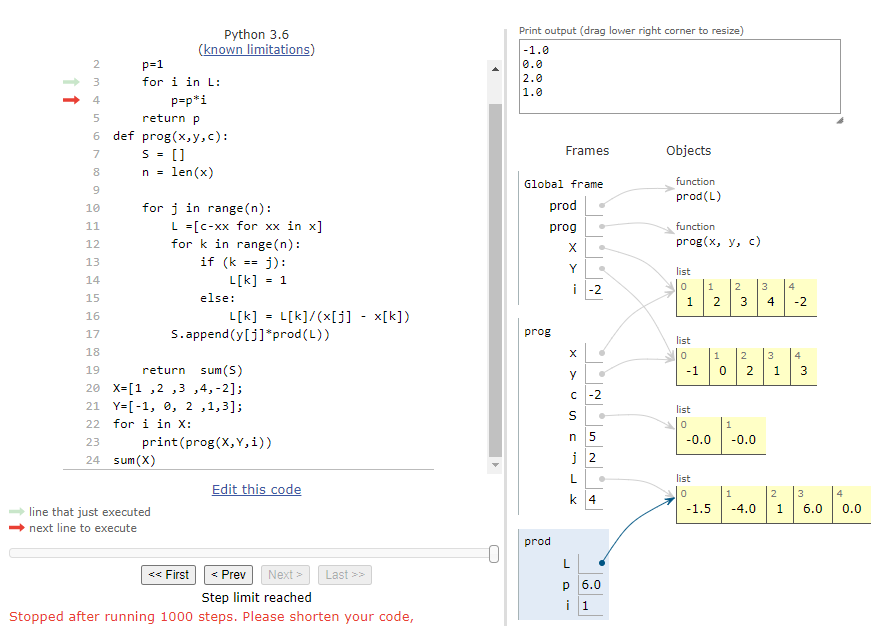 Python 3.6
(known limitations)
2 p=1
3 for i in L:
4 p=p*i
5 return p
6 def prog(x,y,c):
7 S = []
8 n = len(x)
9
10 for j in range(n):
11 L =[c-xx for xx in x]
12 for k in range(n):
13 if (k == j):
14 L[k] = 1
15 else:
16 L[k] = L[k]/(x[j] - x[k])
17 S.append(y[j]*prod(L))
18
19 return  sum(S)
20 X=[1 ,2 ,3 ,4,-2];
21 Y=[-1, 0, 2 ,1,3];
22 for i in X:
23 print(prog(X,Y,i))
24 sum(X)
Edit this code
line that just executed
next line to execute
<< First < Prev Next > Last >>
Step limit reached
Stopped after running 1000 steps. Please shorten your code,
Print output (drag lower right corner to resize)
-1.0
0.0
2.0
1.0
Frames Objects
Global frame
prod
prog
X
Y
i -2
function
prod(L)
function
prog(x, y, c)
list
0 1 2 3 4
1 2 3 4 -2
prog
x
y
c -2
S
n 5
j 2
L
k 4
list
0 1 2 3 4
-1 0 2 1 3
list
0 1
-0.0 -0.0
list
0 1 2 3 4
-1.5 -4.0 1 6.0 0.0
prod
L
p 6.0
i 1